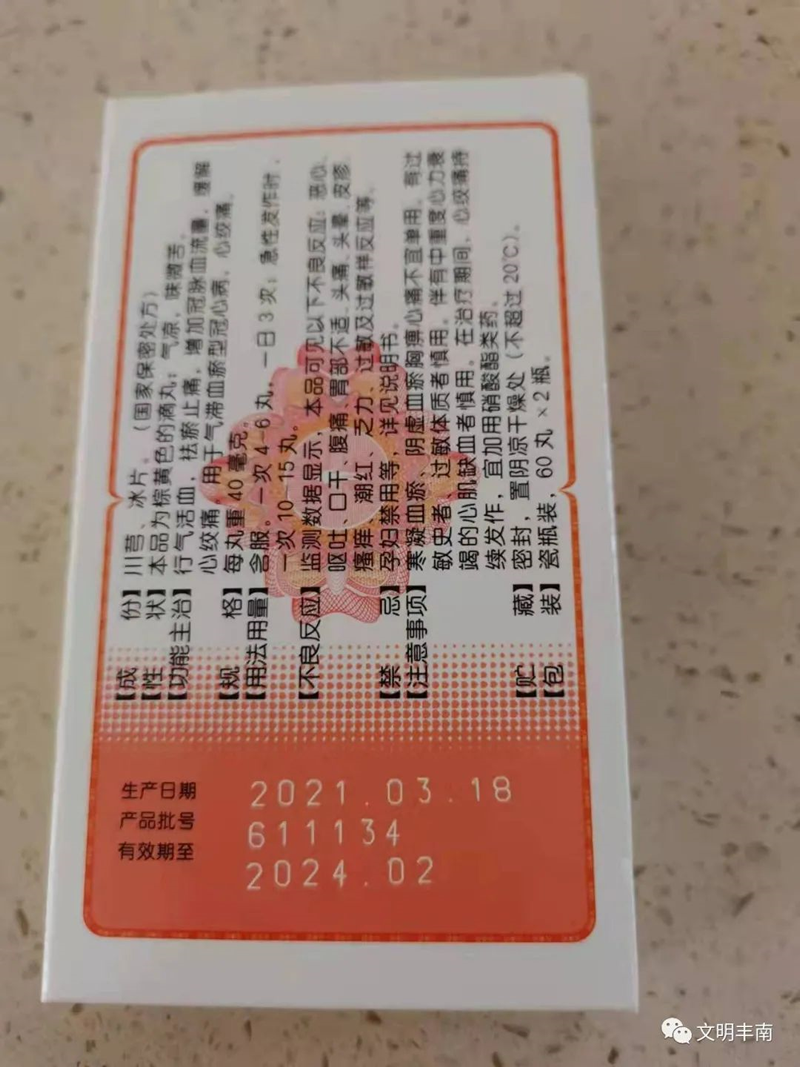 【成　　份】川芎、冰片。（国家保密处方）
【性　　状】本品为棕黄色的滴丸；气凉，味微苦。
【功能主治】行气活血，祛瘀止痛，增加冠脉血流量，缓解
心绞痛，用于气滞血瘀型冠心病，心绞痛。
【规　　格】每丸重40毫克。
【用法用量】含服。一次4-6丸，一日3次；急性发作时，
一次10-15丸。
【不良反应】监测数据显示，本品可见以下不良反应：恶心、
呕吐、口干、腹痛、胃部不适、头痛、头晕、皮疹、
瘙痒、潮红、乏力、过敏及过敏样反应等。
【禁　　忌】孕妇禁用等，详见说明书。
【注意事项】寒凝血瘀、阴虚血瘀胸痹心痛不宜单用。有过
敏史者、过敏体质者慎用。伴有中重度心力衰
竭的心肌缺血者慎用。在治疗期间，心绞痛持
续发作，宜加用硝酸酯类药。
【贮　　藏】密封，置阴凉干燥处（不超过20℃）。
【包　　装】瓷瓶装，60丸×2瓶。
生产日期 2021.03.18
产品批号 611134
有效期至 2024.02
文明丰南